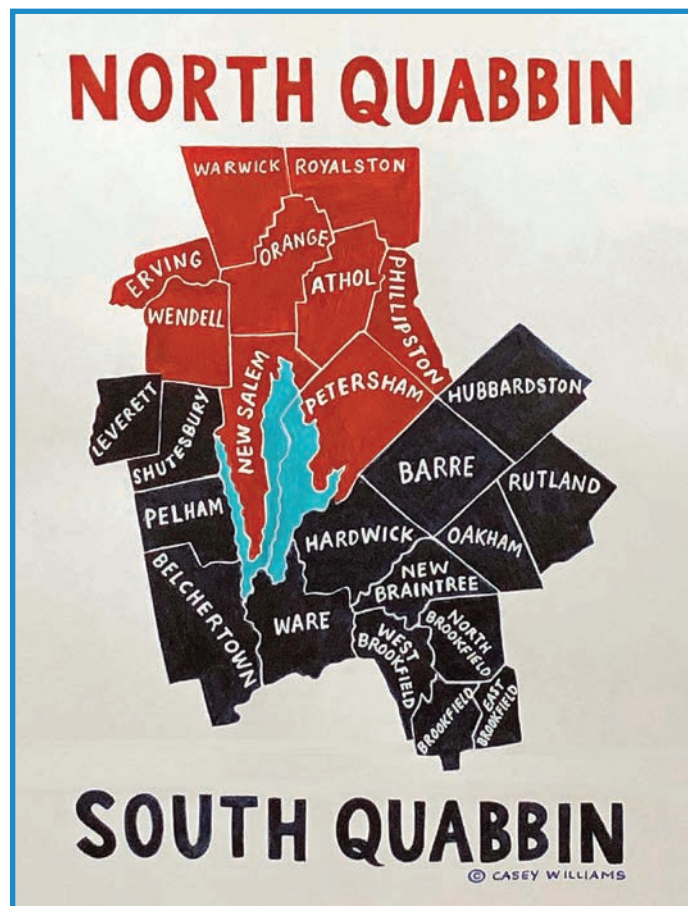 NORTH QUABBIN
WARWICK
ROYALSTON
ORANGE
ERVING
ATHOL
PHILLIPSTON
WENDELL
NEW SALEM
PETERSHAM
HUBBARDSTON
LEVERETT
SHUTESBURY
BARRE
RUTLAND
PELHAM
HARDWICK
OAKHAM
NEW
BRAINTREE
BELCHERTOWN
WARE
WEST
BROOKFIELD
NORTH
BROOKFIELD
BROOKFIELD
EAST
BROOKFIELD
SOUTH QUABBIN
© CASEY WILLIAMS